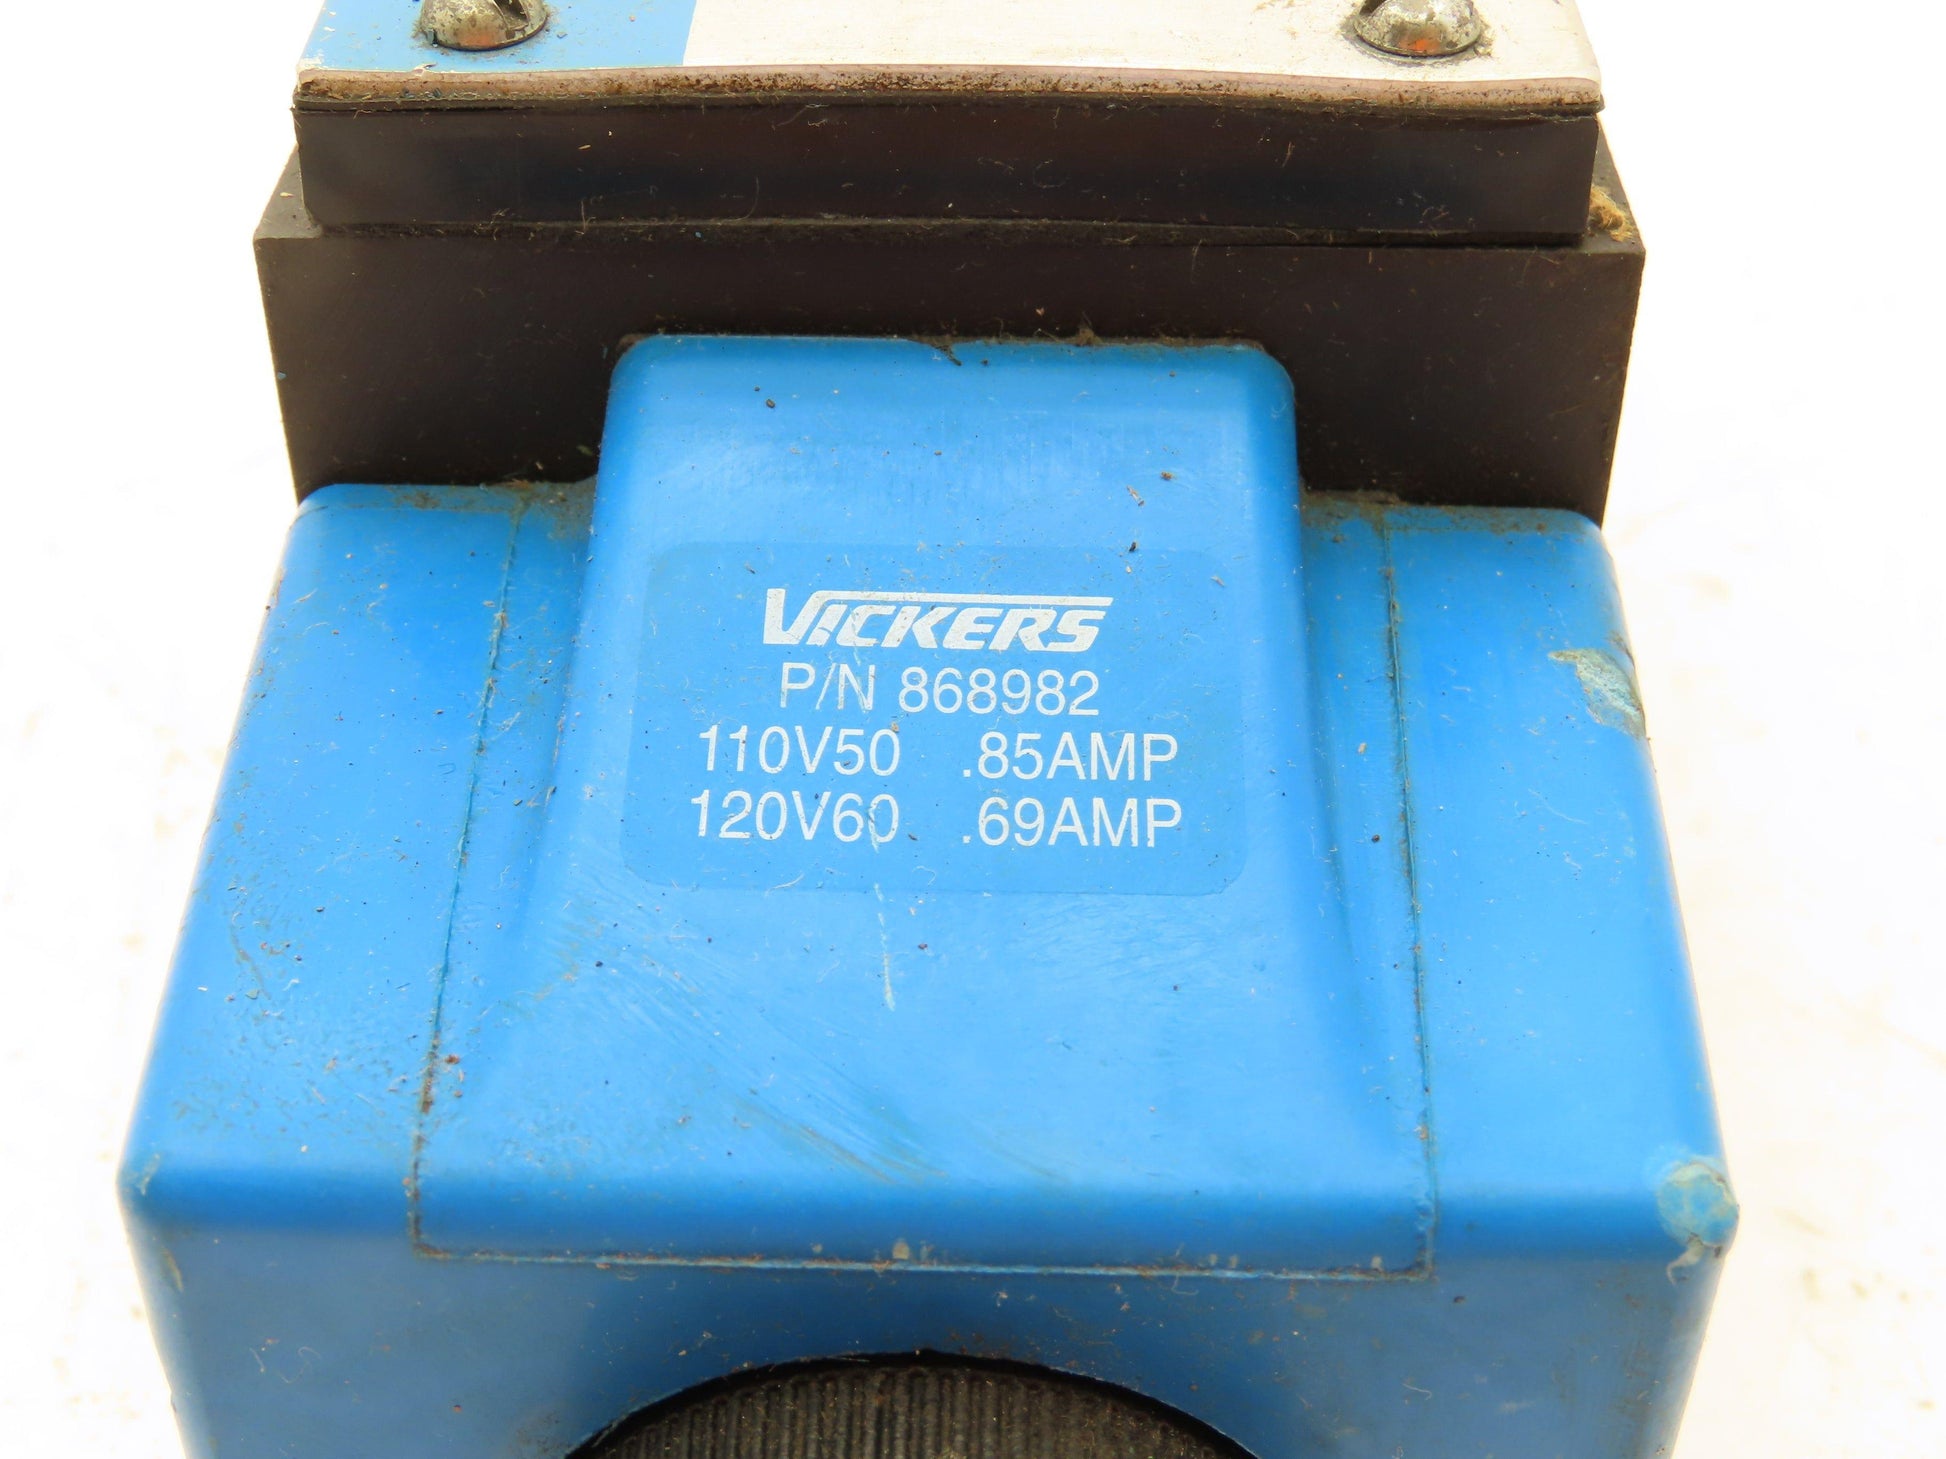 VICKERS
P/N 868982
110V50 .85AMP
120V60 .69AMP